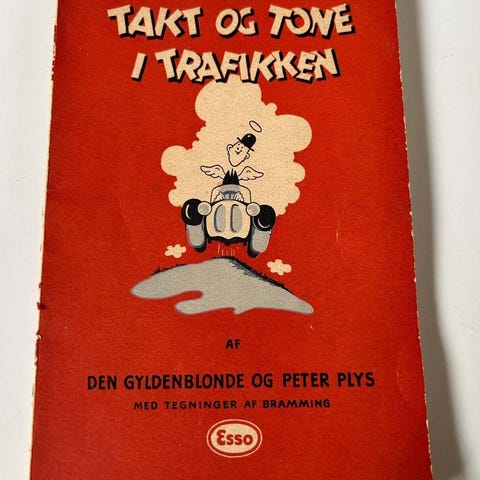 TAKT OG TONE
I TRAFIKKEN
AF
DEN GYLDENBLONDE OG PETER PLYS
MED TEGNINGER AF BRAMMING
Esso